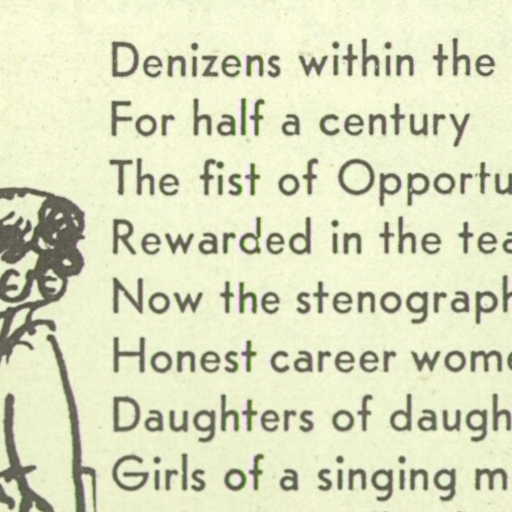 Denizens within the
For half a century
The fist of Opportu
Rewarded in the tea
Now the stenograph
Honest career wome
Daughters of daugh
Girls of a singing m